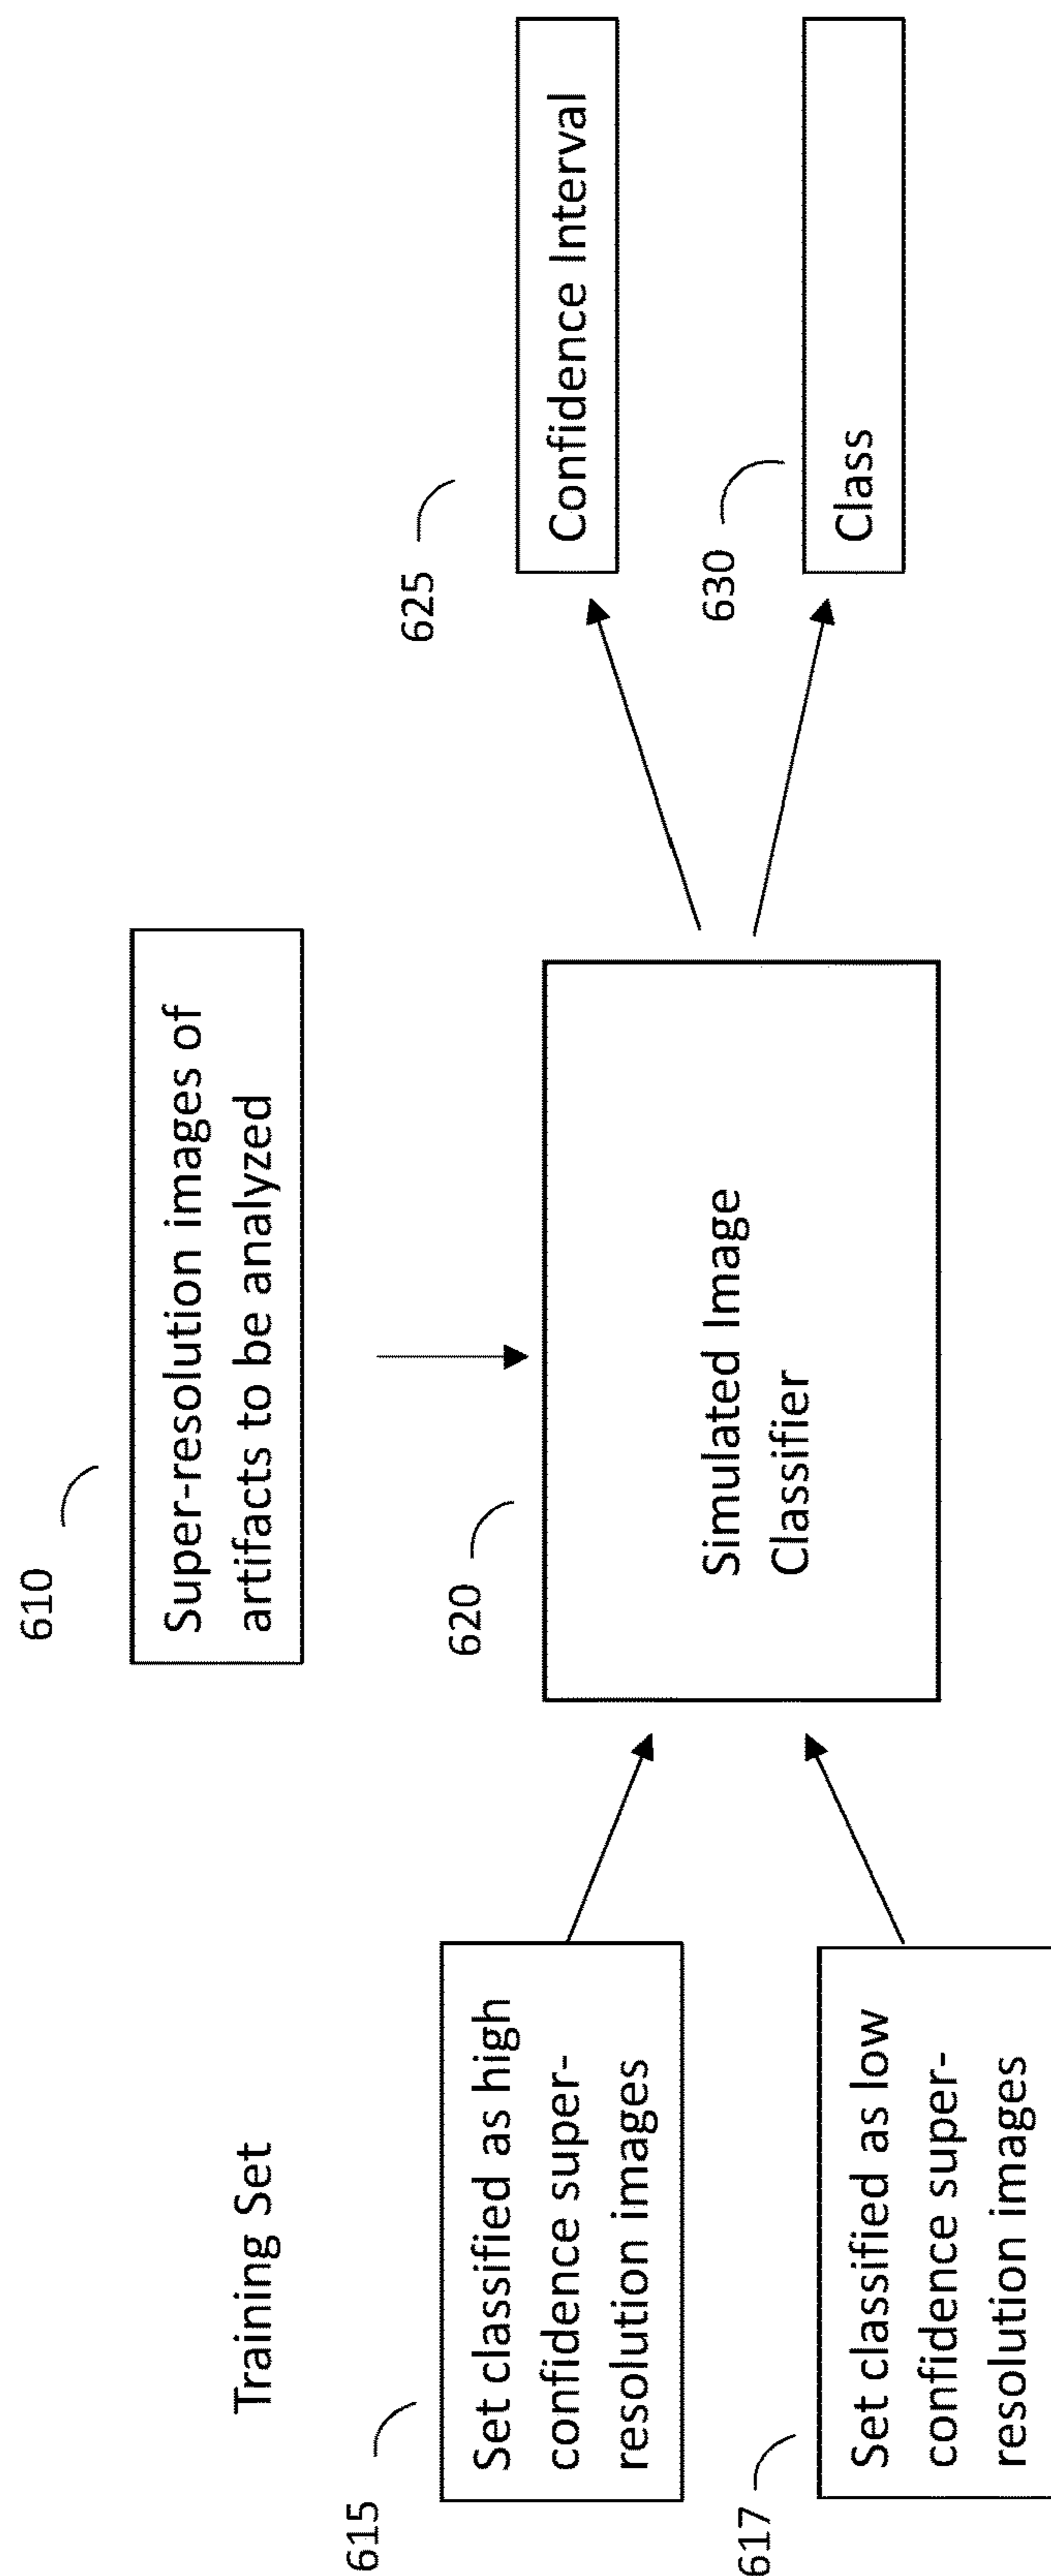 610
Super-resolution images of
artifacts to be analyzed
Training Set
615
Set classified as high
confidence super-
resolution images
617
Set classified as low
confidence super-
resolution images
620
Simulated Image
Classifier
625
Confidence Interval
630
Class